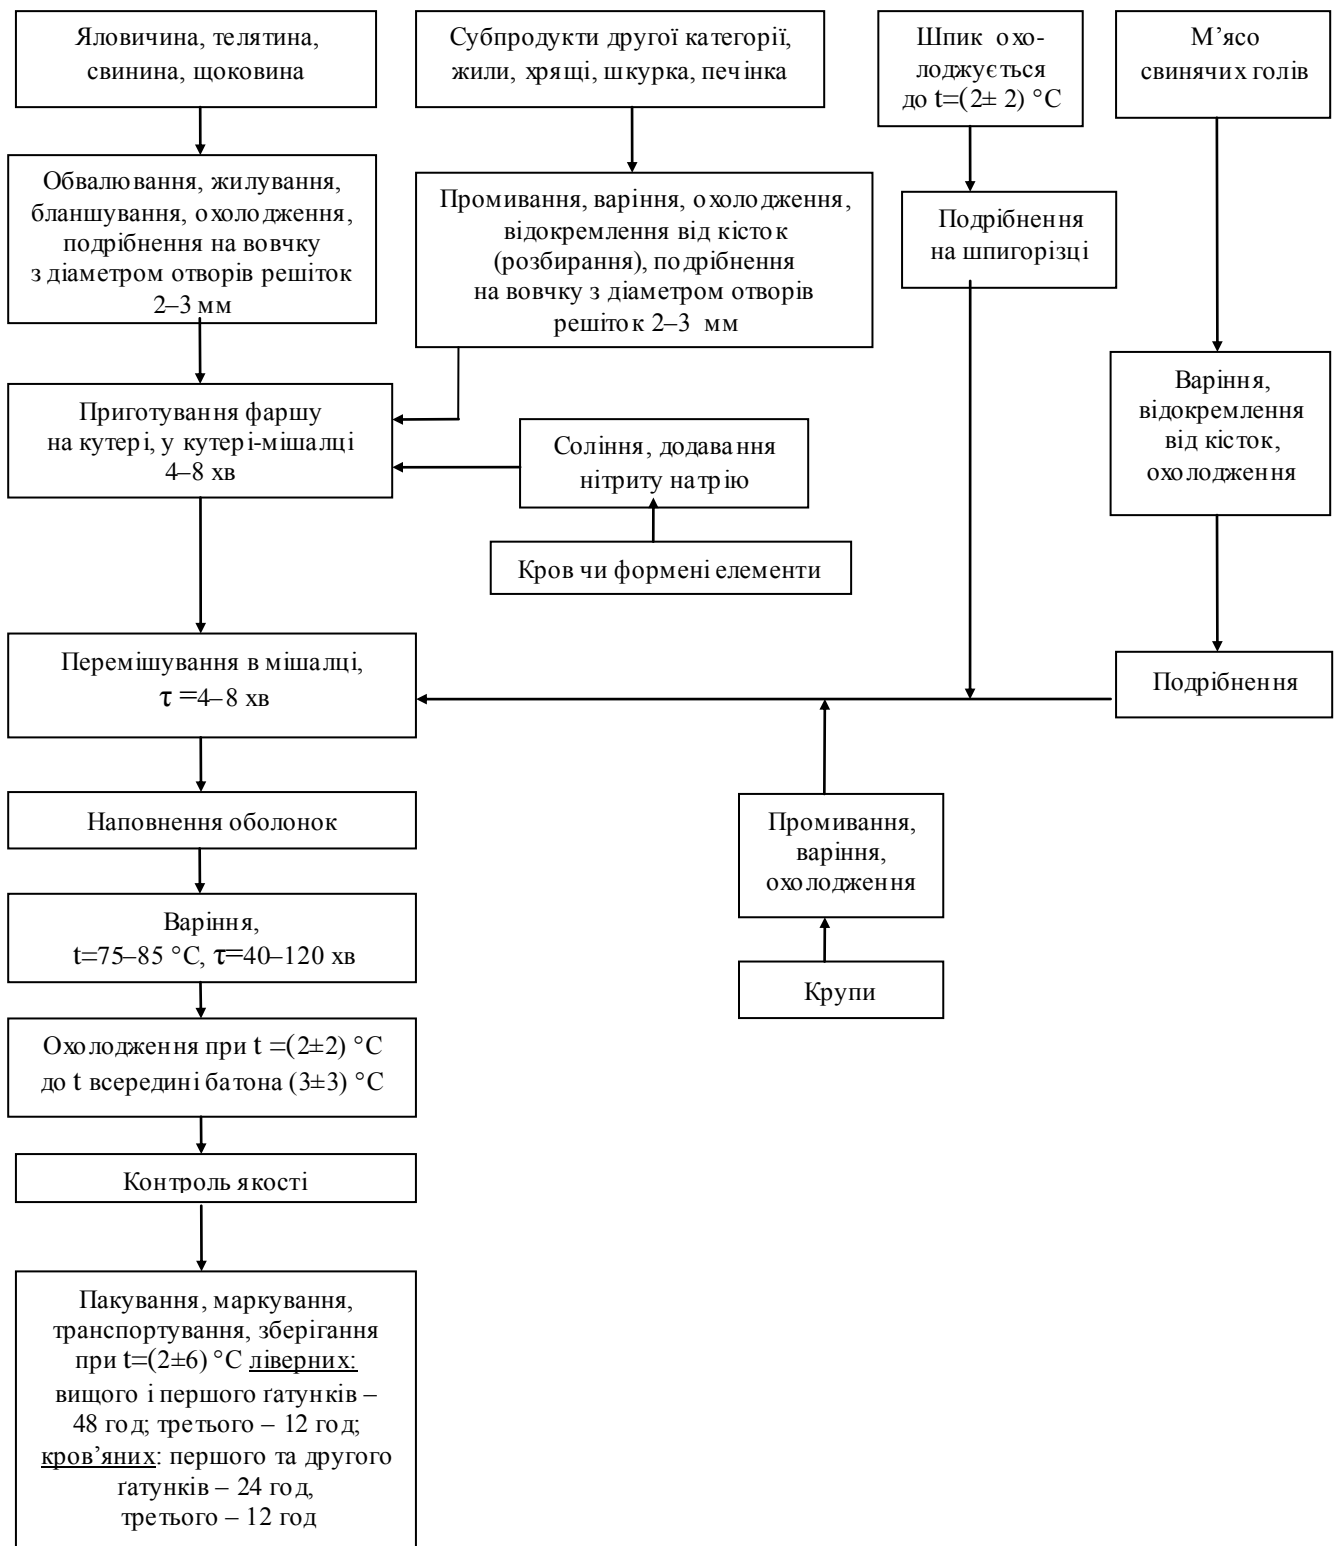 Яловичина, телятина,
свинина, щоковина
Субпродукти другої категорії,
жили, хрящі, шкурка, печінка
Шпик охо-
лоджується
до t=(2± 2) °С
М’ясо
свинячих голів
Обвалювання, жилування,
бланшування, охолодження,
подрібнення на вовчку
з діаметром отворів решіток
2–3 мм
Промивання, варіння, охолодження,
відокремлення від кісток
(розбирання), подрібнення
на вовчку з діаметром отворів
решіток 2–3 мм
Подрібнення
на шпигорізці
Варіння,
відокремлення
від кісток,
охолодження
Приготування фаршу
на кутері, у кутері-мішалці
4–8 хв
Соління, додавання
нітриту натрію
Кров чи формені елементи
Перемішування в мішалці,
τ =4–8 хв
Подрібнення
Наповнення оболонок
Промивання,
варіння,
охолодження
Варіння,
t=75–85 °С, τ=40–120 хв
Крупи
Охолодження при t =(2±2) °С
до t всередині батона (3±3) °С
Контроль якості
Пакування, маркування,
транспортування, зберігання
при t=(2±6) °С ліверних:
вищого і першого ґатунків –
48 год; третього – 12 год;
кров’яних: першого та другого
ґатунків – 24 год,
третього – 12 год